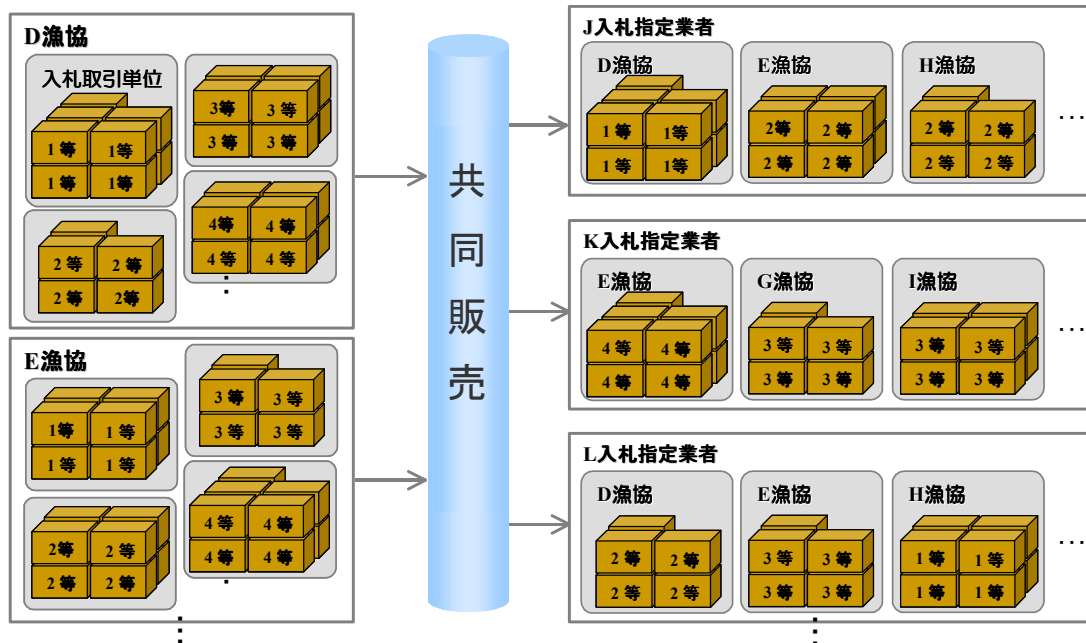 D漁協
入札取引単位
1等 1等
1等 1等
3等 3等
3等 3等
2等 2等
2等 2等
4等 4等
4等 4等
⋮
E漁協
1等 1等
1等 1等
3等 3等
3等 3等
2等 2等
2等 2等
4等 4等
4等 4等
⋮
⋮
共同販売
J入札指定業者
D漁協
1等 1等
1等 1等
E漁協
2等 2等
2等 2等
H漁協
2等 2等
2等 2等
…
K入札指定業者
E漁協
4等 4等
4等 4等
G漁協
3等 3等
3等 3等
I漁協
3等 3等
3等 3等
…
L入札指定業者
D漁協
2等 2等
2等 2等
E漁協
3等 3等
3等 3等
H漁協
1等 1等
1等 1等
…
⋮